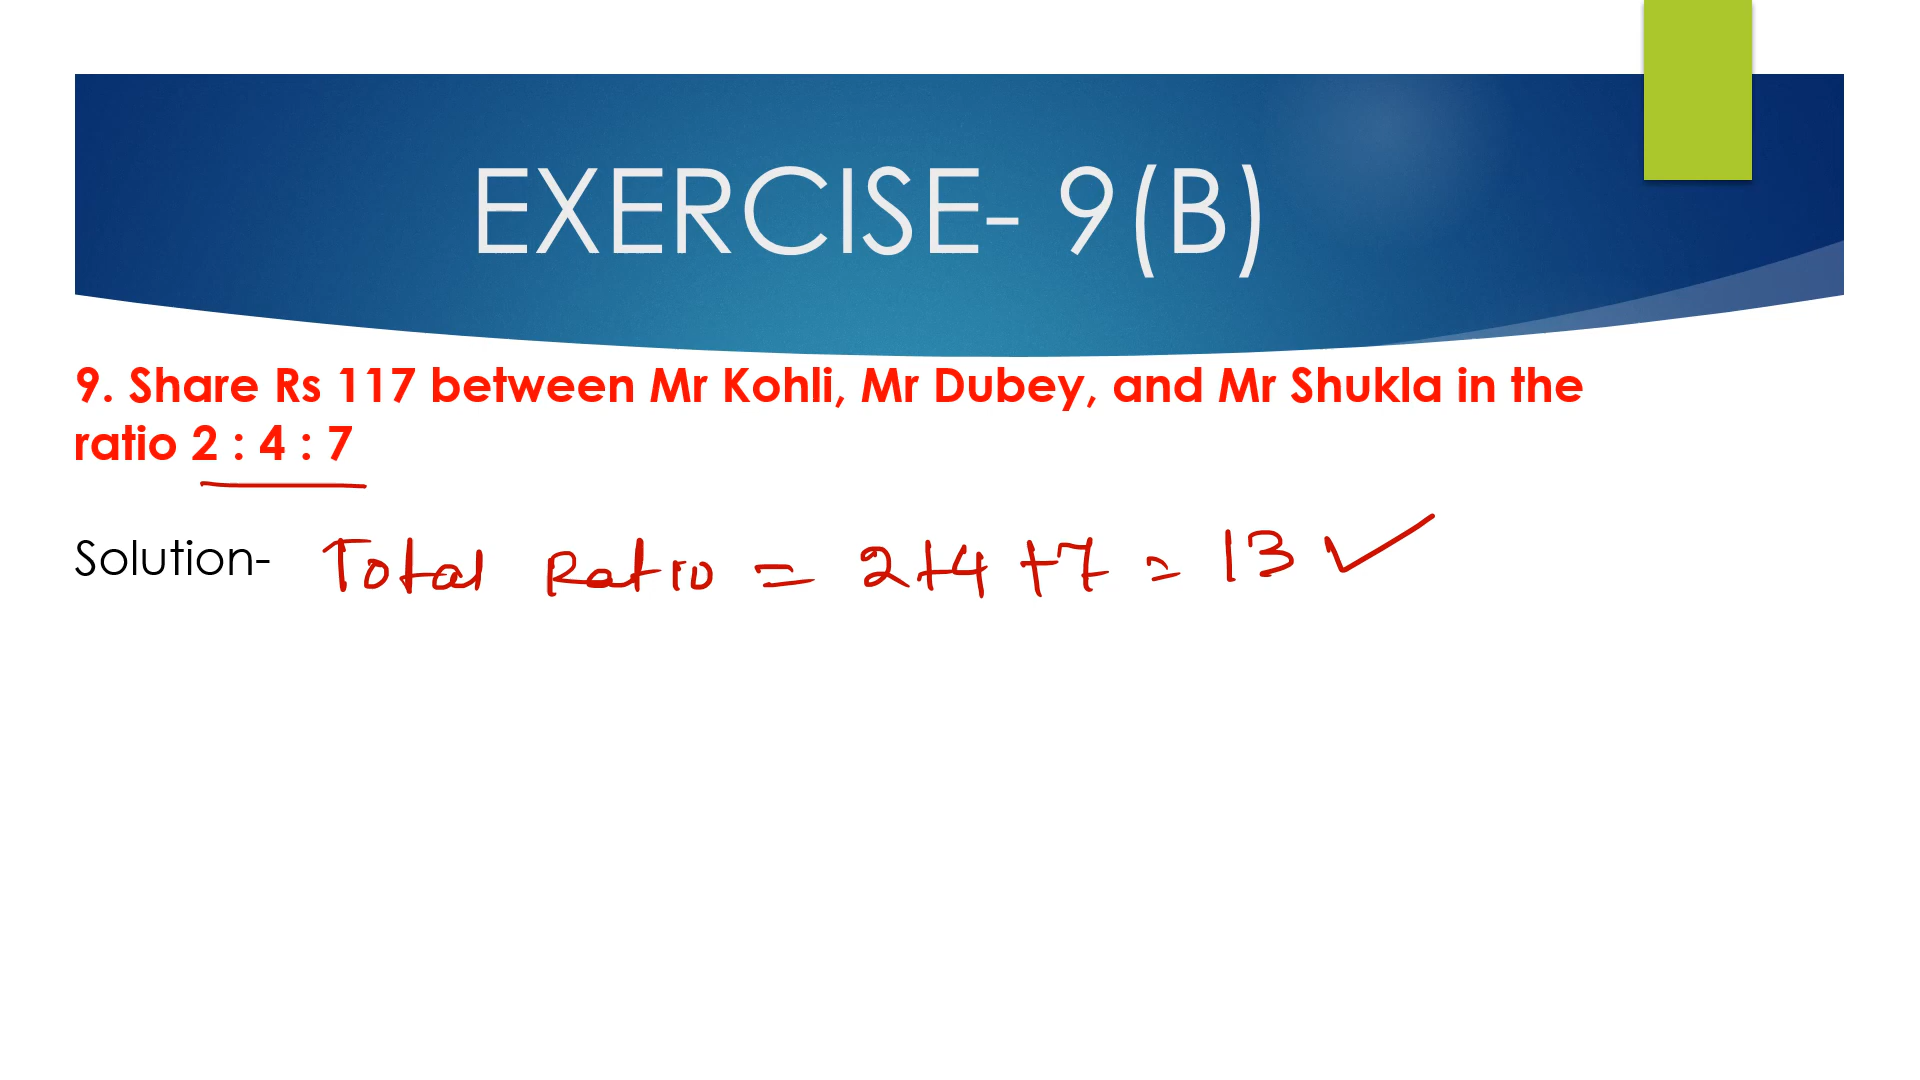 EXERCISE- 9(B)
9. Share Rs 117 between Mr Kohli, Mr Dubey, and Mr Shukla in the
ratio 2 : 4 : 7
Solution- Total Ratio = 2+4+7 = 13 ✓